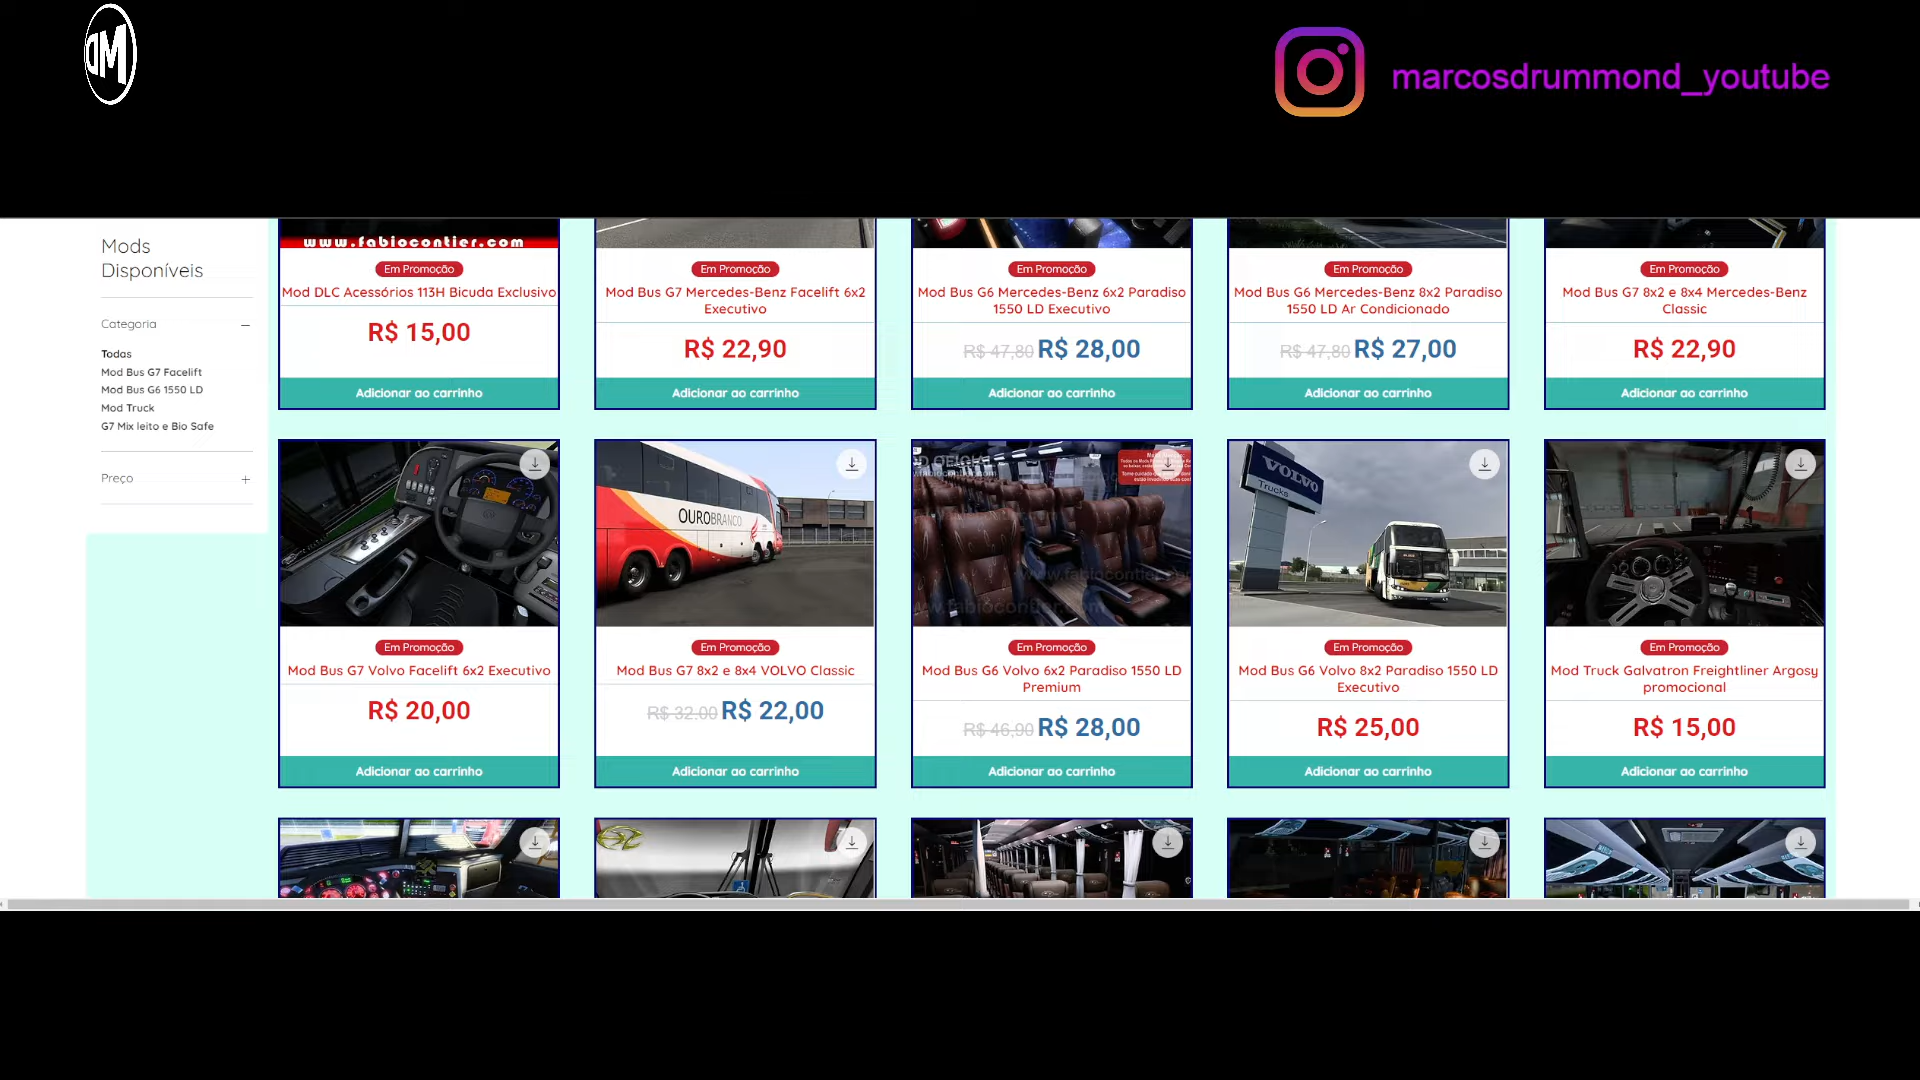 DM
marcosdrummond_youtube
Mods
Disponíveis
Categoria
Todas
Mod Bus G7 Facelift
Mod Bus G6 1550 LD
Mod Truck
G7 Mix leito e Bio Safe
Preço
www.fabiocontier.com
Em Promoção
Mod DLC Acessórios 113H Bicuda Exclusivo
R$ 15,00
Adicionar ao carrinho
Em Promoção
Mod Bus G7 Mercedes-Benz Facelift 6x2
Executivo
R$ 22,90
Adicionar ao carrinho
Em Promoção
Mod Bus G6 Mercedes-Benz 6x2 Paradiso
1550 LD Executivo
R$ 47,80 R$ 28,00
Adicionar ao carrinho
Em Promoção
Mod Bus G6 Mercedes-Benz 8x2 Paradiso
1550 LD Ar Condicionado
R$ 47,80 R$ 27,00
Adicionar ao carrinho
Em Promoção
Mod Bus G7 8x2 e 8x4 Mercedes-Benz
Classic
R$ 22,90
Adicionar ao carrinho
Em Promoção
Mod Bus G7 Volvo Facelift 6x2 Executivo
R$ 20,00
Adicionar ao carrinho
OUROBRANCO
Em Promoção
Mod Bus G7 8x2 e 8x4 VOLVO Classic
R$ 32,00 R$ 22,00
Adicionar ao carrinho
www.fabiocontier.com
Em Promoção
Mod Bus G6 Volvo 6x2 Paradiso 1550 LD
Premium
R$ 46,90 R$ 28,00
Adicionar ao carrinho
VOLVO
Trucks
Em Promoção
Mod Bus G6 Volvo 8x2 Paradiso 1550 LD
Executivo
R$ 25,00
Adicionar ao carrinho
Em Promoção
Mod Truck Galvatron Freightliner Argosy
promocional
R$ 15,00
Adicionar ao carrinho